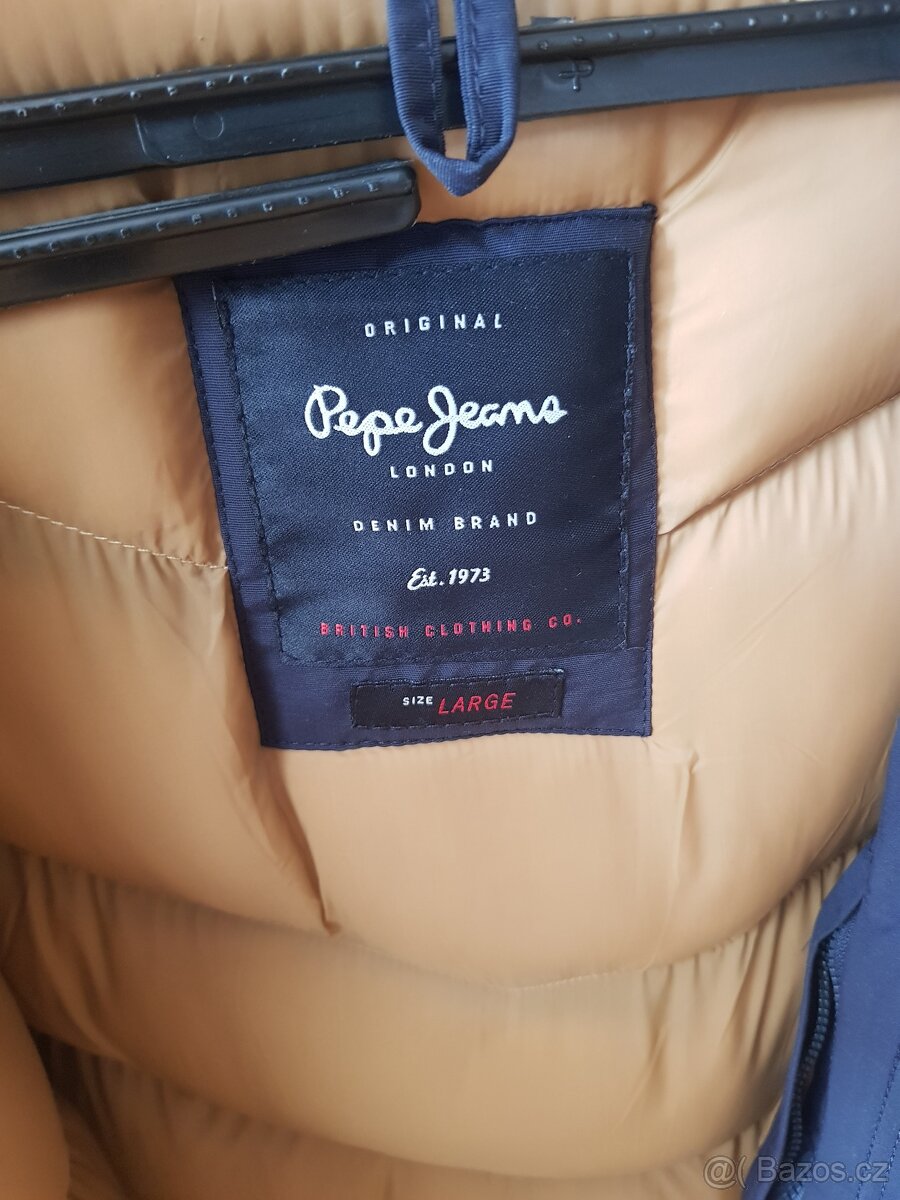 ORIGINAL
Pepe Jeans
LONDON
DENIM BRAND
Est. 1973
BRITISH CLOTHING CO.
SIZE LARGE
@( Bazos.cz